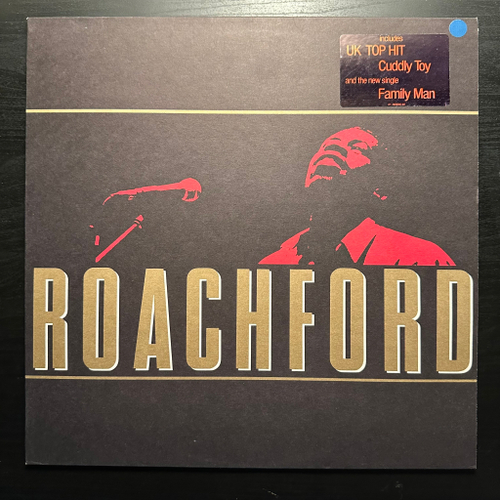 includes
UK TOP HIT
Cuddly Toy
and the new single
Family Man
ROACHFORD